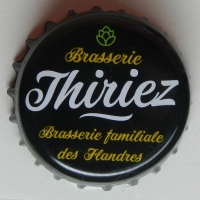 Brasserie
Thiriez
Brasserie familiale
des Flandres